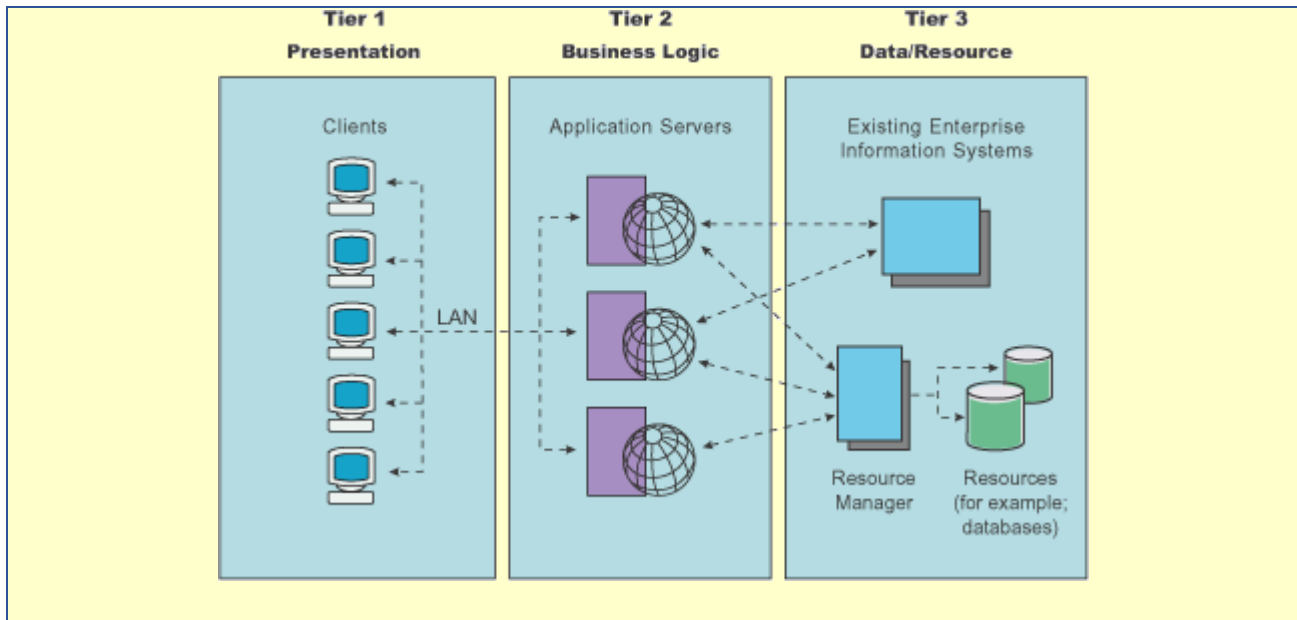 Tier 1
Presentation
Tier 2
Business Logic
Tier 3
Data/Resource
Clients
LAN
Application Servers
Existing Enterprise
Information Systems
Resource
Manager
Resources
(for example;
databases)